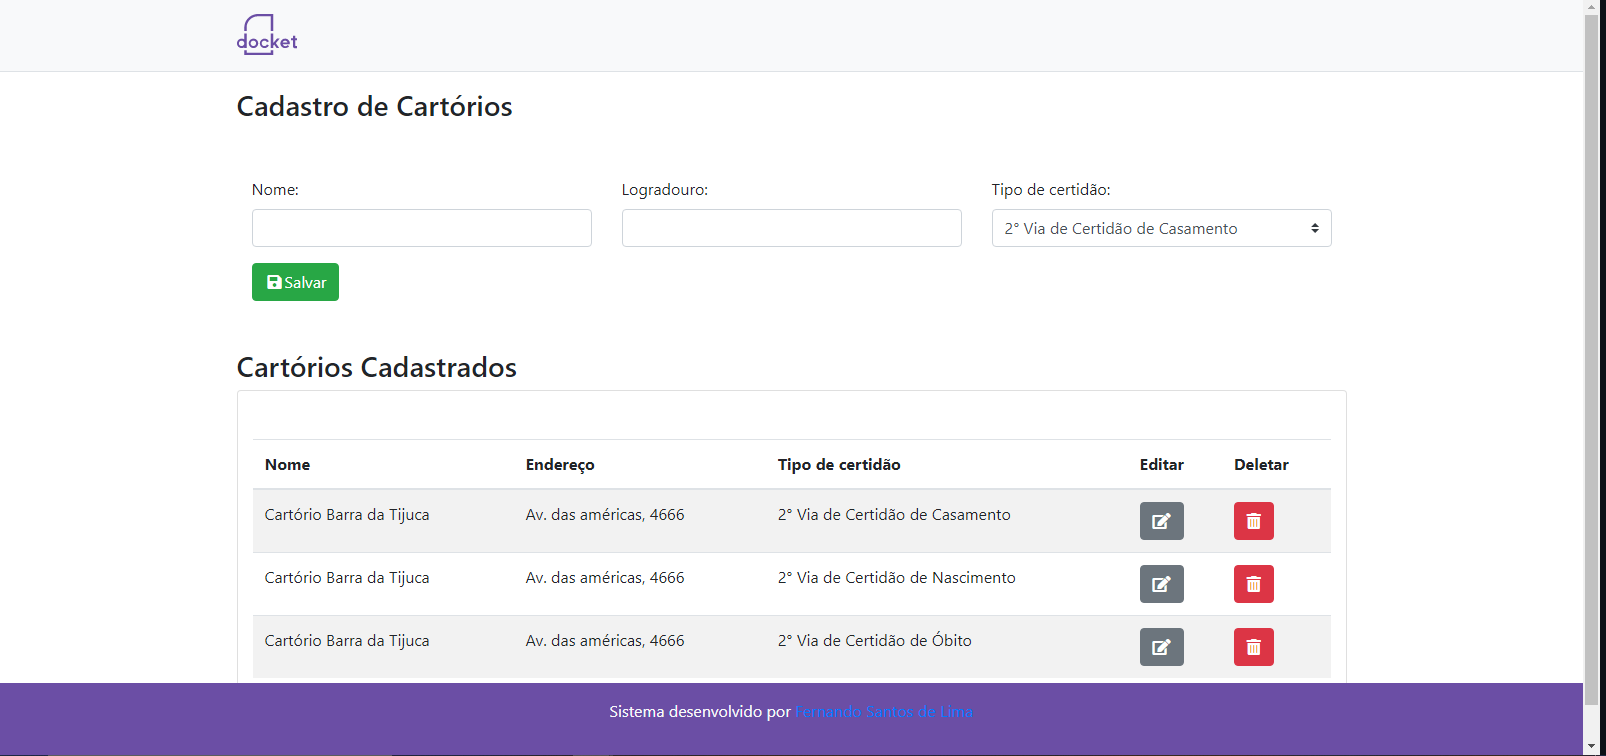 docket
Cadastro de Cartórios
Nome: Logradouro: Tipo de certidão:
2° Via de Certidão de Casamento
Salvar
Cartórios Cadastrados
Nome Endereço Tipo de certidão Editar Deletar
Cartório Barra da Tijuca Av. das américas, 4666 2° Via de Certidão de Casamento
Cartório Barra da Tijuca Av. das américas, 4666 2° Via de Certidão de Nascimento
Cartório Barra da Tijuca Av. das américas, 4666 2° Via de Certidão de Óbito
Sistema desenvolvido por Fernando Santos de Lima